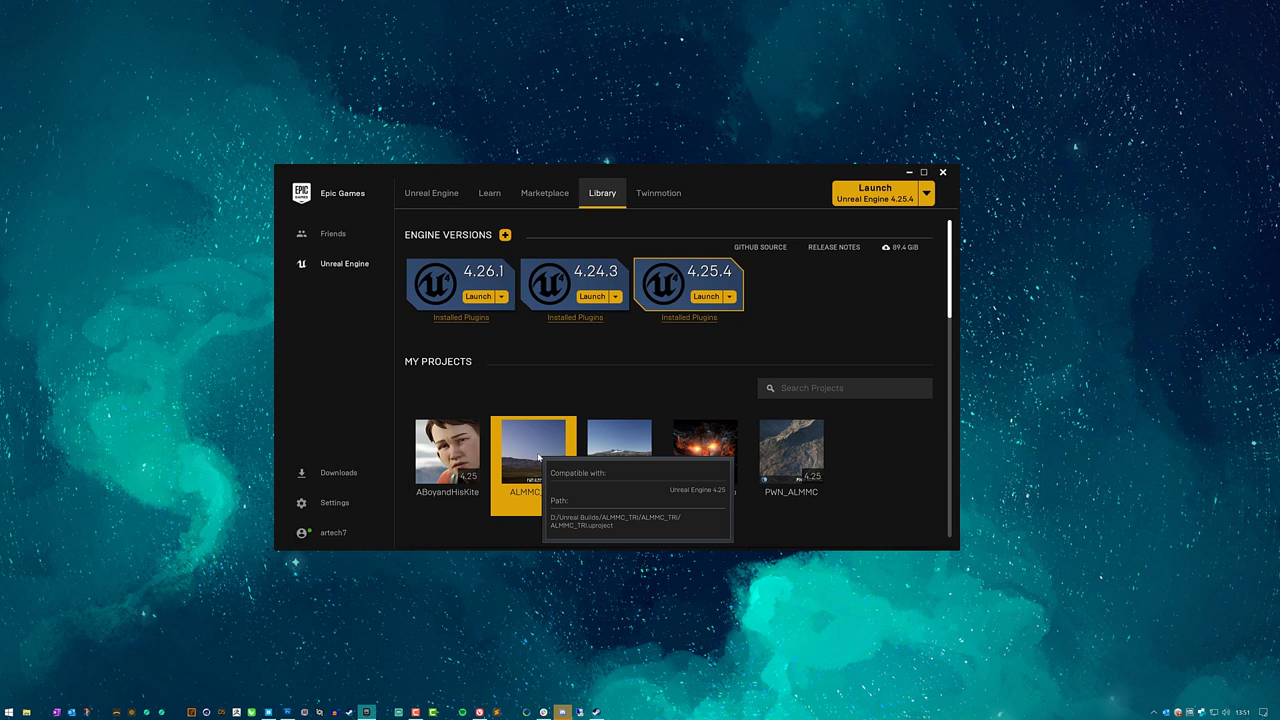 EPIC GAMES
Epic Games
Unreal Engine
Learn
Marketplace
Library
Twinmotion
Launch
Unreal Engine 4.25.4
Friends
Unreal Engine
ENGINE VERSIONS
GITHUB SOURCE
RELEASE NOTES
89.4 GiB
4.26.1
Launch
Installed Plugins
4.24.3
Launch
Installed Plugins
4.25.4
Launch
Installed Plugins
MY PROJECTS
Search Projects
4.25
ABoyandHisKite
ALMMC_
4.25
PWN_ALMMC
Compatible with:
Unreal Engine 4.25
Path:
D:/Unreal Builds/ALMMC_TRI/ALMMC_TRI/
ALMMC_TRI.uproject
Downloads
Settings
artech7
13:51